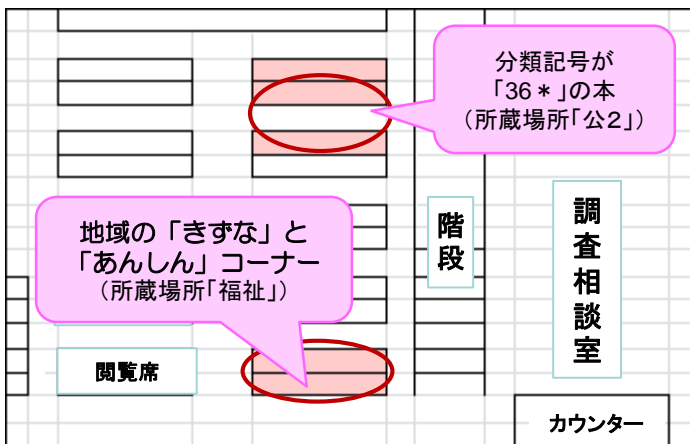 分類記号が
「36＊」の本
（所蔵場所「公2」）
地域の「きずな」と
「あんしん」コーナー
（所蔵場所「福祉」）
階段
調査相談室
閲覧席
カウンター